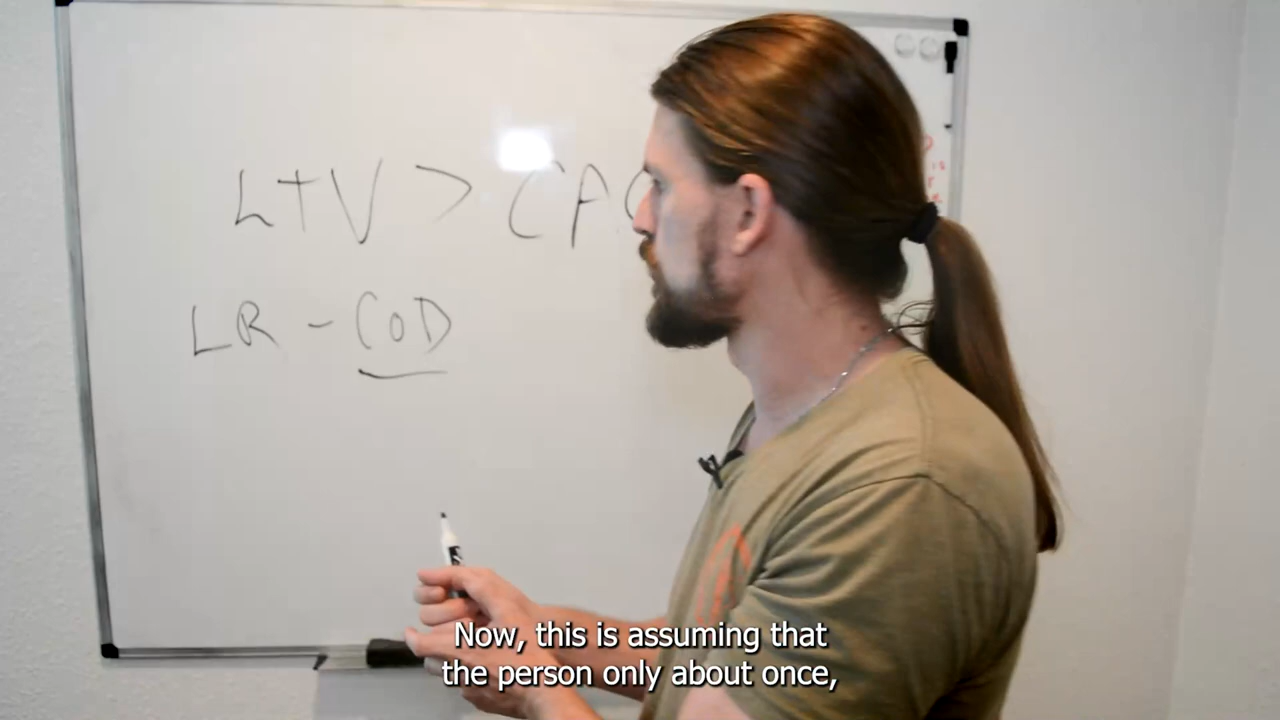 LTV > CAC
LR - COD
Now, this is assuming that
the person only about once,